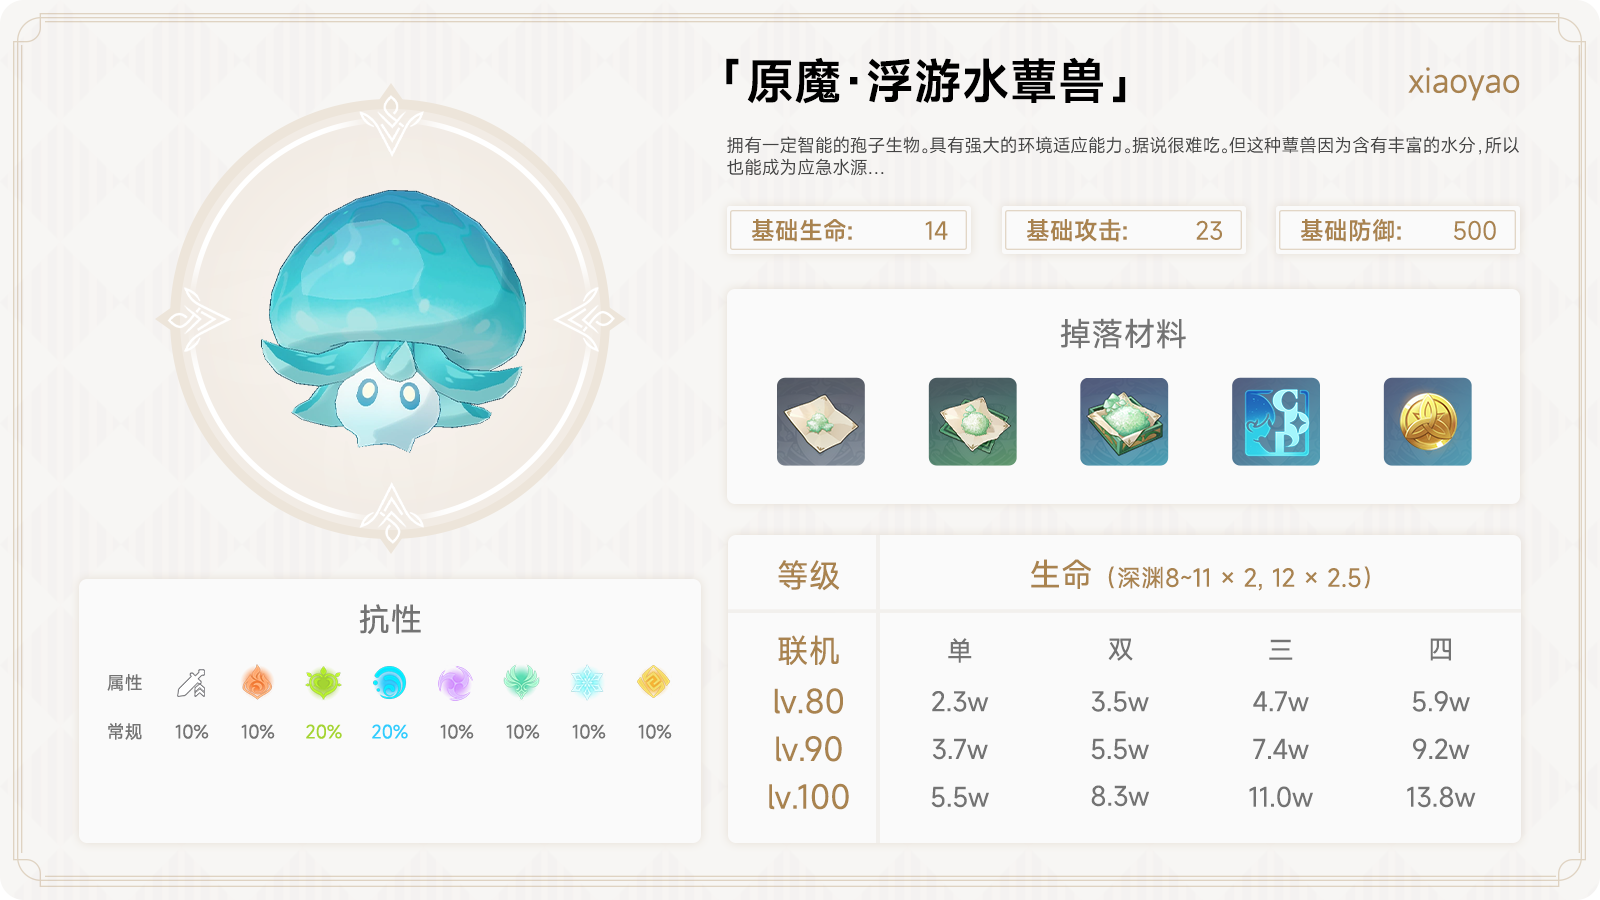 「原魔·浮游水蕈兽」
xiaoyao
拥有一定智能的孢子生物。具有强大的环境适应能力。据说很难吃。但这种蕈兽因为含有丰富的水分,所以
也能成为应急水源...
基础生命: 14
基础攻击: 23
基础防御: 500
掉落材料
抗性
属性
常规 10% 10% 20% 20% 10% 10% 10% 10%
等级 生命 (深渊8~11 × 2, 12 × 2.5)
联机 单 双 三 四
lv.80 2.3w 3.5w 4.7w 5.9w
lv.90 3.7w 5.5w 7.4w 9.2w
lv.100 5.5w 8.3w 11.0w 13.8w